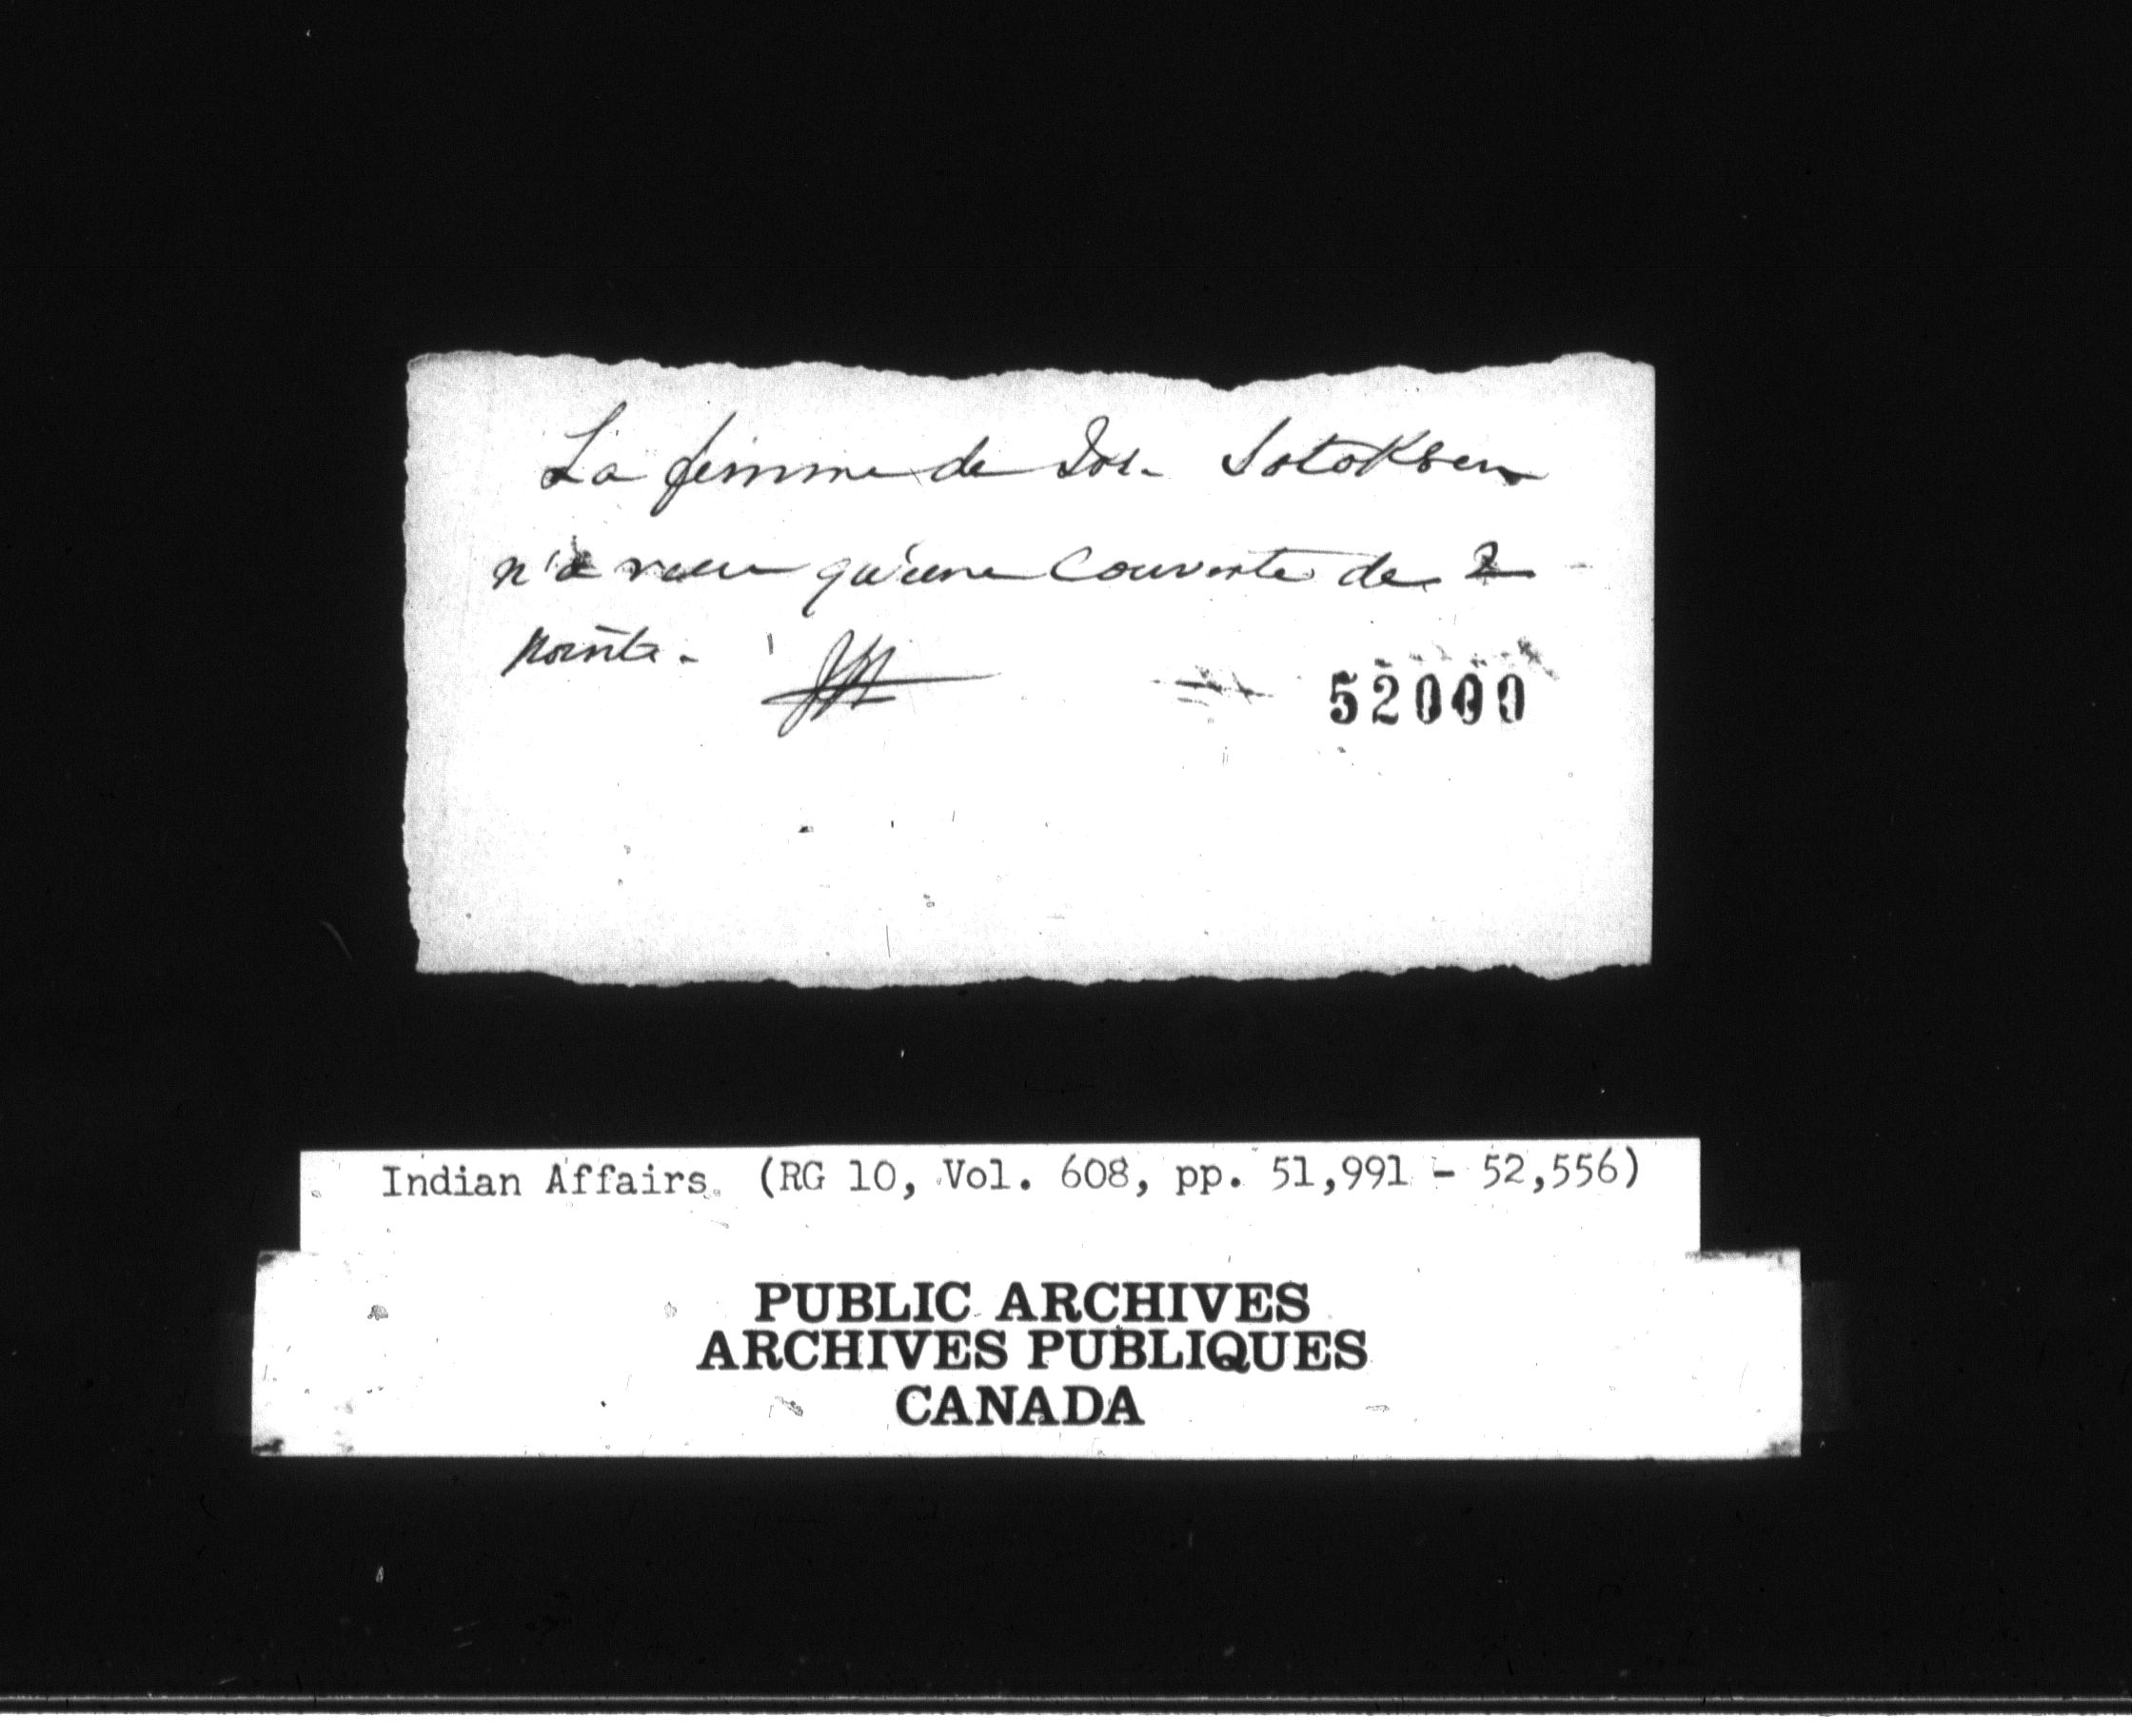 La femme de Jos. Sotoksen
n'a reçu qu'une Couverte de 2
points.
52000
Indian Affairs. (RG 10, Vol. 608, pp. 51,991 - 52,556)
PUBLIC ARCHIVES
ARCHIVES PUBLIQUES
CANADA